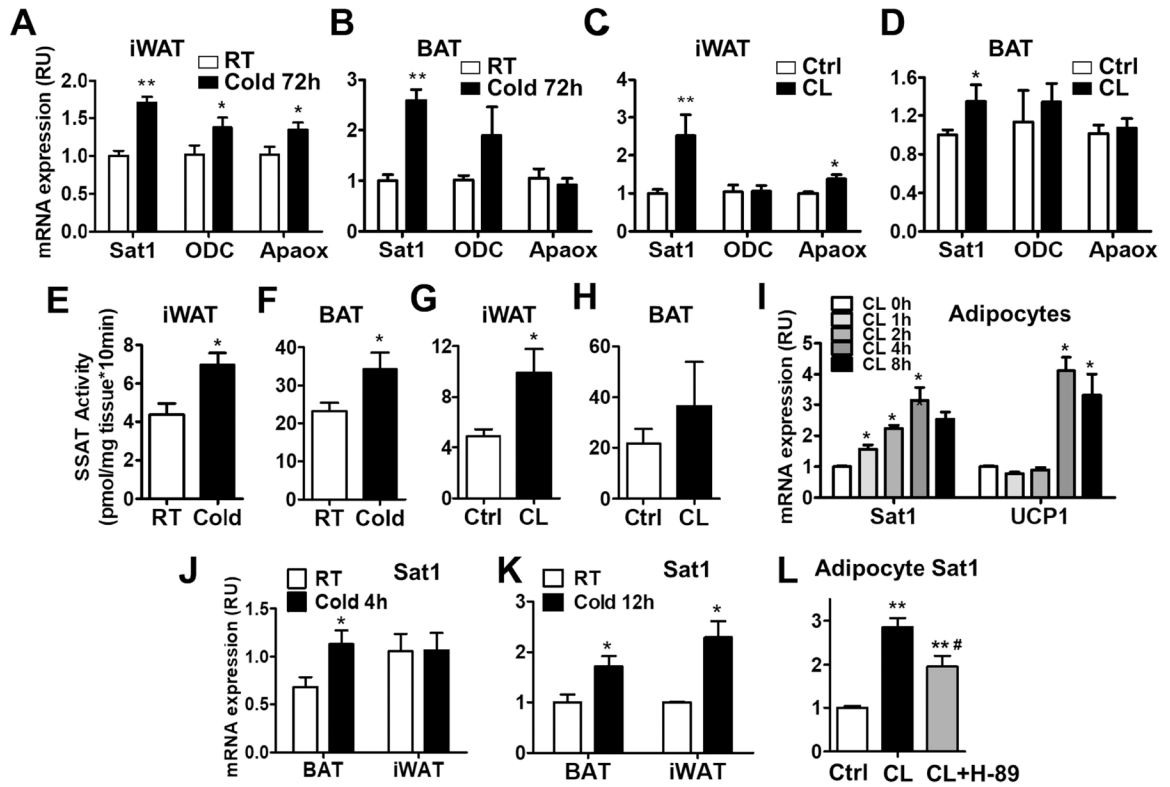 A
iWAT
RT
Cold 72h
mRNA expression (RU)
2.0
1.5
1.0
0.5
0.0
** * *
Sat1 ODC Apaox
B
BAT
RT
Cold 72h
3
2
1
0
**
Sat1 ODC Apaox
C
iWAT
Ctrl
CL
4
3
2
1
0
** *
Sat1 ODC Apaox
D
BAT
Ctrl
CL
1.6
1.2
0.8
0.4
0.0
*
Sat1 ODC Apaox
E
iWAT
SSAT Activity
(pmol/mg tissue*10min)
8
6
4
2
0
*
RT Cold
F
BAT
40
30
20
10
00
*
RT Cold
G
iWAT
12
8
4
0
*
Ctrl CL
H
BAT
60
40
20
0
Ctrl CL
I
CL 0h
CL 1h
CL 2h
CL 4h
CL 8h
Adipocytes
mRNA expression (RU)
5
4
3
2
1
0
* * * * * *
Sat1 UCP1
J
RT
Cold 4h
Sat1
mRNA expression (RU)
1.5
1.0
0.5
0.0
*
BAT iWAT
K
RT
Cold 12h
Sat1
3
2
1
0
* *
BAT iWAT
L
Adipocyte Sat1
3
2
1
0
** **#
Ctrl CL CL+H-89